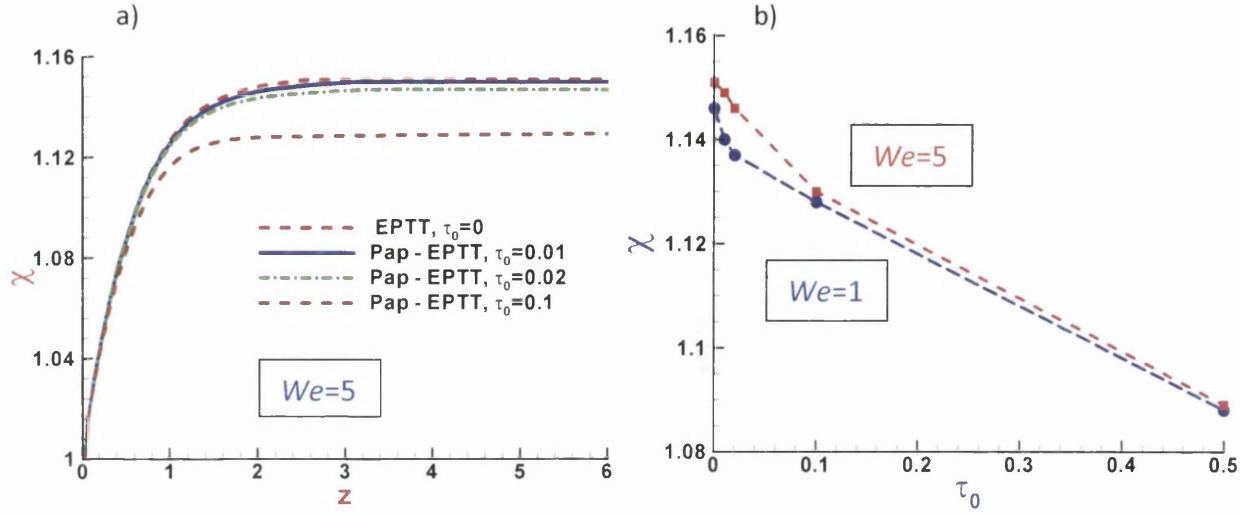 a)
1.16
1.12
1.08
1.04
1
χ
0
1
2
3
4
5
6
z
EPTT, τ0=0
Pap - EPTT, τ0=0.01
Pap - EPTT, τ0=0.02
Pap - EPTT, τ0=0.1
We=5
b)
1.16
1.14
1.12
1.1
1.08
χ
0
0.1
0.2
0.3
0.4
0.5
τ0
We=5
We=1